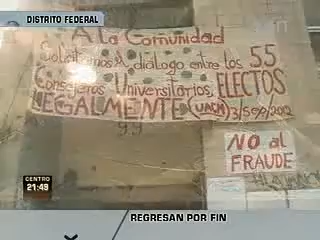 DISTRITO FEDERAL
A La Comunidad
Solicitamos diálogo entre los 55
Consejeros Universitarios, ELECTOS
LEGALMENTE (UACM) 3/sep/2012
99
NO al
FRAUDE
CENTRO
21:49
REGRESAN POR FIN